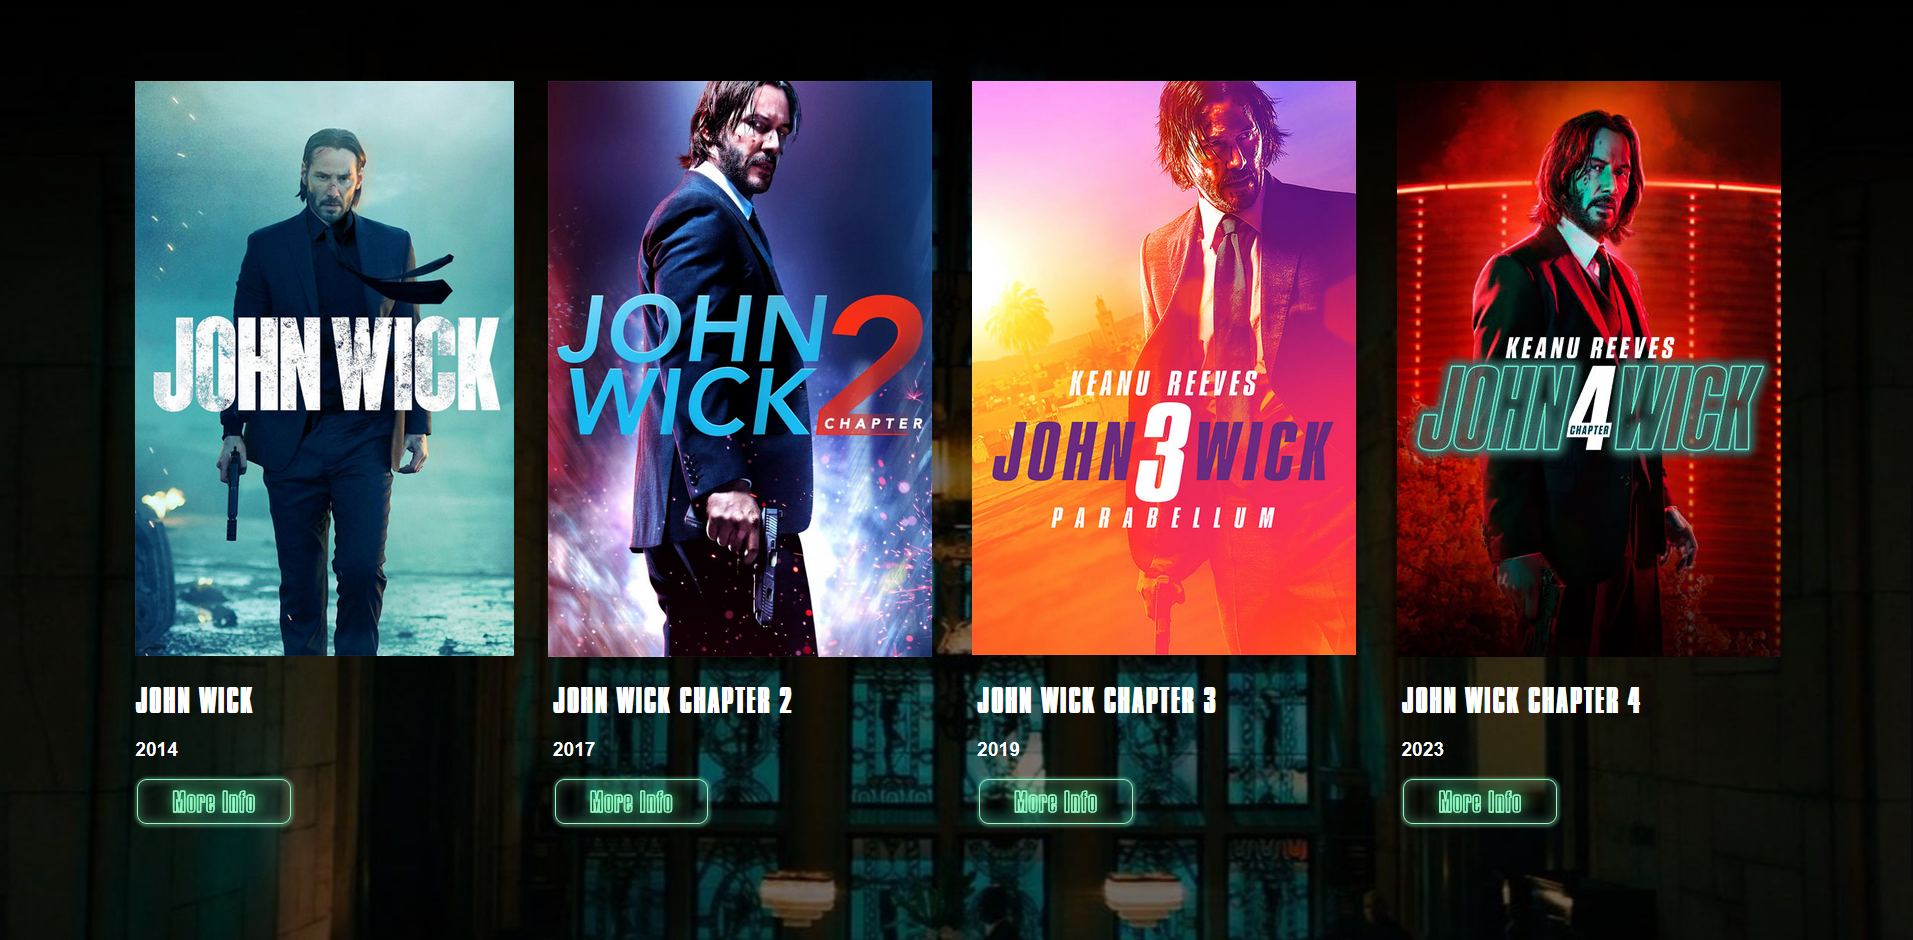 JOHN WICK
JOHN
WICK
2
CHAPTER
KEANU REEVES
JOHN 3 WICK
PARABELLUM
KEANU REEVES
JOHN 4 WICK
CHAPTER
JOHN WICK
2014
More Info
JOHN WICK CHAPTER 2
2017
More Info
JOHN WICK CHAPTER 3
2019
More Info
JOHN WICK CHAPTER 4
2023
More Info